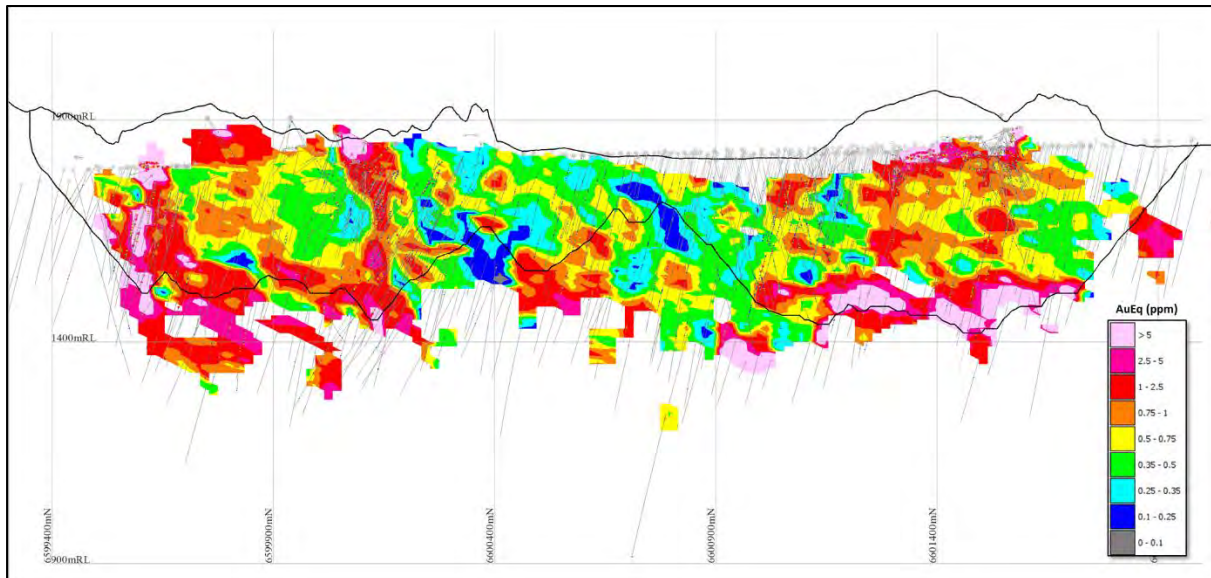 1900mRL
1400mRL
900mRL
6599400mN
6599900mN
6600400mN
6600900mN
6601400mN
AuEq (ppm)
> 5
2.5 - 5
1 - 2.5
0.75 - 1
0.5 - 0.75
0.35 - 0.5
0.25 - 0.35
0.1 - 0.25
0 - 0.1